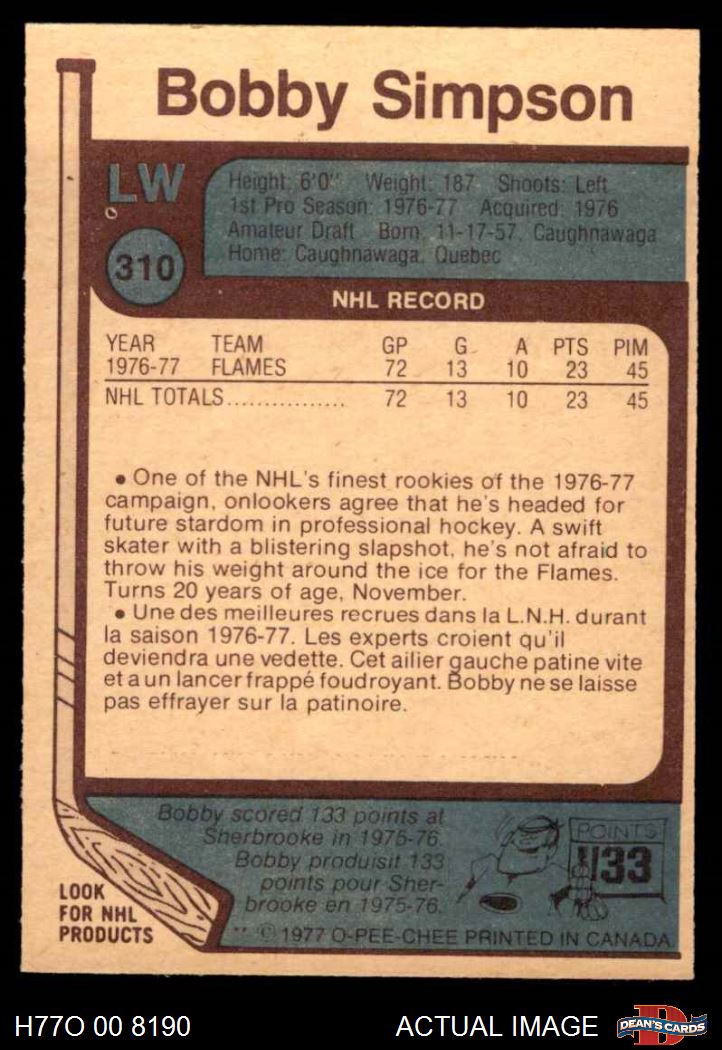 Bobby Simpson
LW
310
Height: 6'0" Weight: 187 Shoots: Left
1st Pro Season: 1976-77 Acquired: 1976
Amateur Draft Born: 11-17-57, Caughnawaga
Home: Caughnawaga, Quebec
NHL RECORD
YEAR TEAM GP G A PTS PIM
1976-77 FLAMES 72 13 10 23 45
NHL TOTALS................ 72 13 10 23 45
• One of the NHL's finest rookies of the 1976-77
campaign, onlookers agree that he's headed for
future stardom in professional hockey. A swift
skater with a blistering slapshot, he's not afraid to
throw his weight around the ice for the Flames.
Turns 20 years of age, November.
• Une des meilleures recrues dans la L.N.H. durant
la saison 1976-77. Les experts croient qu'il
deviendra une vedette. Cet ailier gauche patine vite
et a un lancer frappé foudroyant. Bobby ne se laisse
pas effrayer sur la patinoire.
Bobby scored 133 points at
Sherbrooke in 1975-76.
Bobby produisit 133
points pour Sher-
brooke en 1975-76.
POINTS
133
LOOK
FOR NHL
PRODUCTS
** © 1977 O-PEE-CHEE PRINTED IN CANADA
H77O 00 8190
ACTUAL IMAGE
D
DEAN'S CARDS